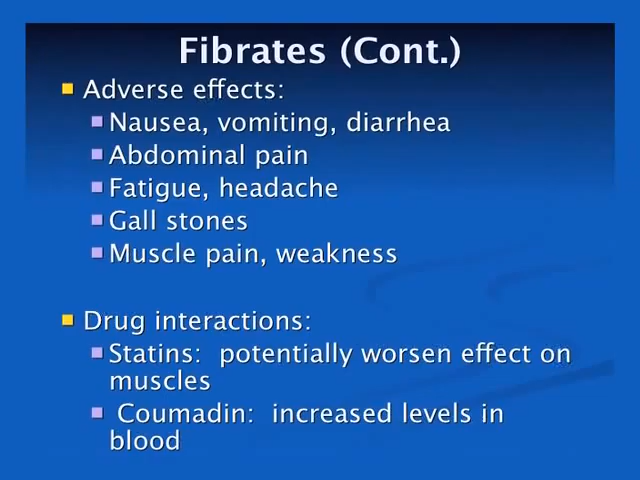 Fibrates (Cont.)
Adverse effects:
Nausea, vomiting, diarrhea
Abdominal pain
Fatigue, headache
Gall stones
Muscle pain, weakness
Drug interactions:
Statins:  potentially worsen effect on
muscles
Coumadin:  increased levels in
blood